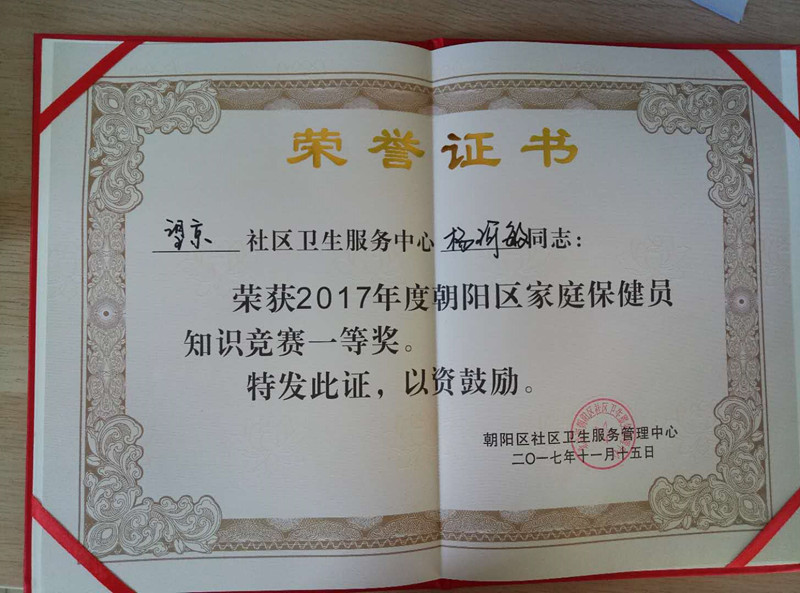 荣誉证书
望京 社区卫生服务中心 杨 敏同志：
荣获2017年度朝阳区家庭保健员
知识竞赛一等奖。
特发此证，以资鼓励。
朝阳区社区卫生服务管理中心
二〇一七年十一月十五日